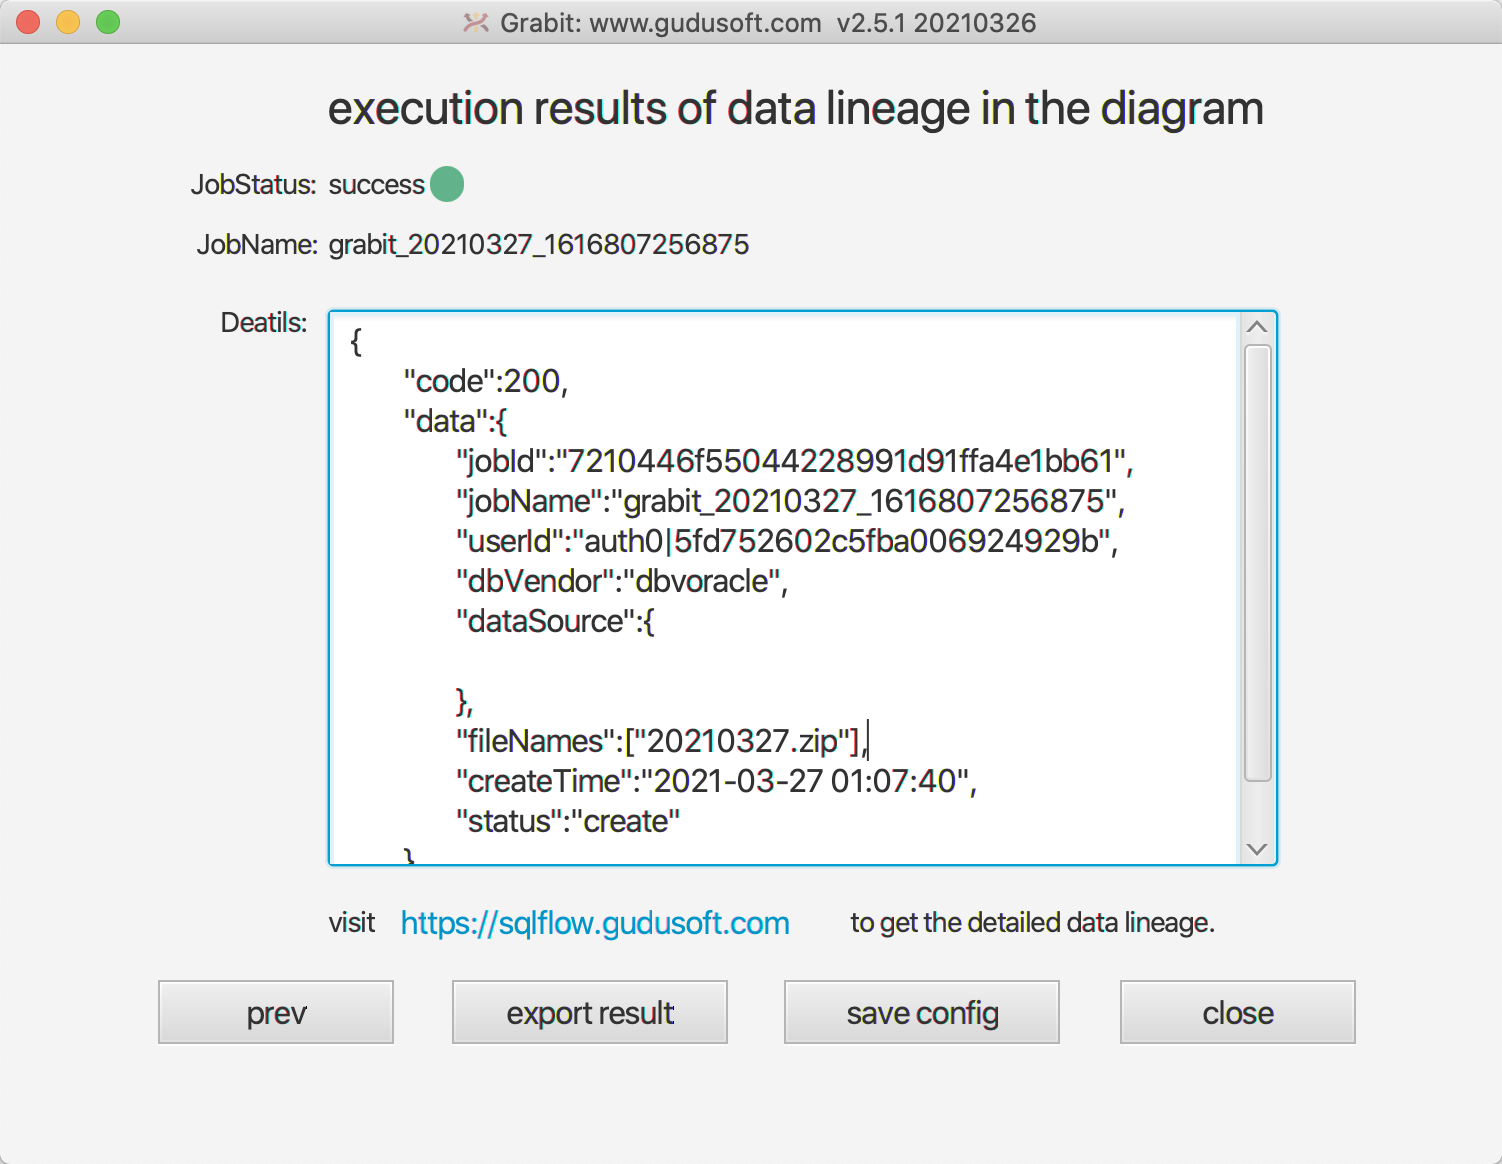 Grabit: www.gudusoft.com  v2.5.1 20210326
execution results of data lineage in the diagram
JobStatus: success
JobName: grabit_20210327_1616807256875
Deatils:
{
"code":200,
"data":{
"jobId":"7210446f55044228991d91ffa4e1bb61",
"jobName":"grabit_20210327_1616807256875",
"userId":"auth0|5fd752602c5fba006924929b",
"dbVendor":"dbvoracle",
"dataSource":{
},
"fileNames":["20210327.zip"],
"createTime":"2021-03-27 01:07:40",
"status":"create"
}
visit https://sqlflow.gudusoft.com to get the detailed data lineage.
prev export result save config close